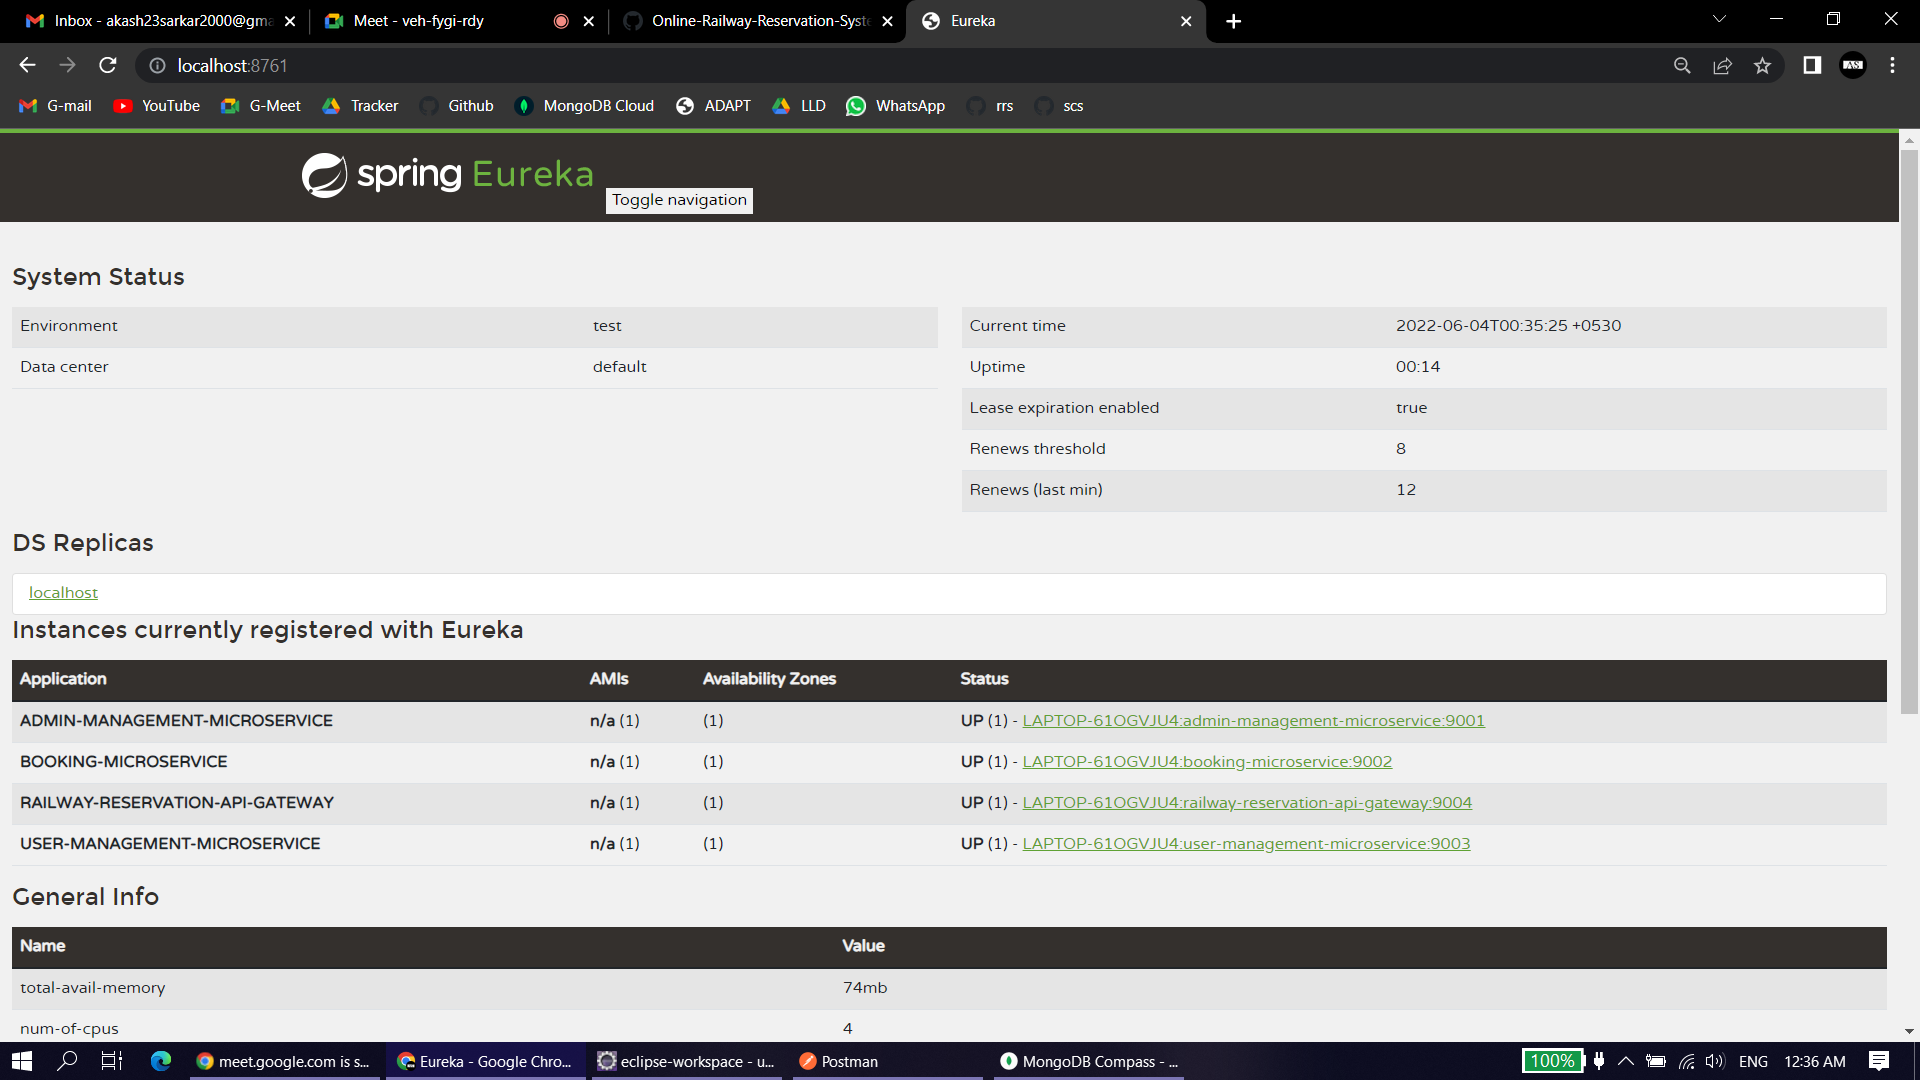 Inbox - akash23sarkar2000@gma
Meet - veh-fygi-rdy
Online-Railway-Reservation-Syste
Eureka
localhost:8761
G-mail
YouTube
G-Meet
Tracker
Github
MongoDB Cloud
ADAPT
LLD
WhatsApp
rrs
scs
spring Eureka
Toggle navigation
System Status
Environment test
Data center default
Current time 2022-06-04T00:35:25 +0530
Uptime 00:14
Lease expiration enabled true
Renews threshold 8
Renews (last min) 12
DS Replicas
localhost
Instances currently registered with Eureka
Application AMIs Availability Zones Status
ADMIN-MANAGEMENT-MICROSERVICE n/a (1) (1) UP (1) - LAPTOP-61OGVJU4:admin-management-microservice:9001
BOOKING-MICROSERVICE n/a (1) (1) UP (1) - LAPTOP-61OGVJU4:booking-microservice:9002
RAILWAY-RESERVATION-API-GATEWAY n/a (1) (1) UP (1) - LAPTOP-61OGVJU4:railway-reservation-api-gateway:9004
USER-MANAGEMENT-MICROSERVICE n/a (1) (1) UP (1) - LAPTOP-61OGVJU4:user-management-microservice:9003
General Info
Name Value
total-avail-memory 74mb
num-of-cpus 4
meet.google.com is s...
Eureka - Google Chro...
eclipse-workspace - u...
Postman
MongoDB Compass - ...
100%
ENG
12:36 AM